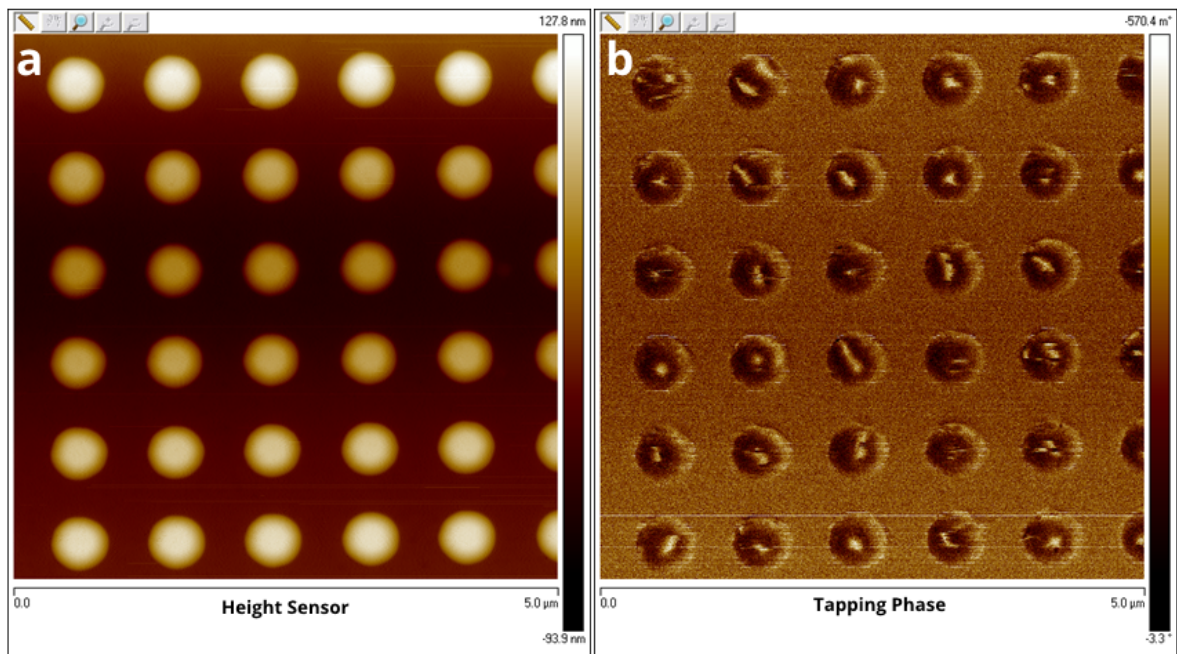 127.8 nm
-570.4 m°
a
b
-93.9 nm
-3.3 °
0.0
5.0 µm
0.0
5.0 µm
Height Sensor
Tapping Phase